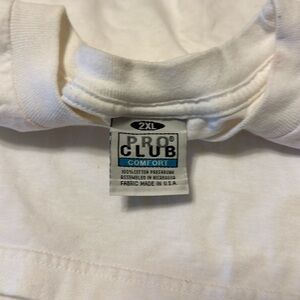 2XL
PRO®
CLUB
COMFORT
100% COTTON PRESHRUNK
ASSEMBLED IN NICARAGUA
FABRIC MADE IN U.S.A.